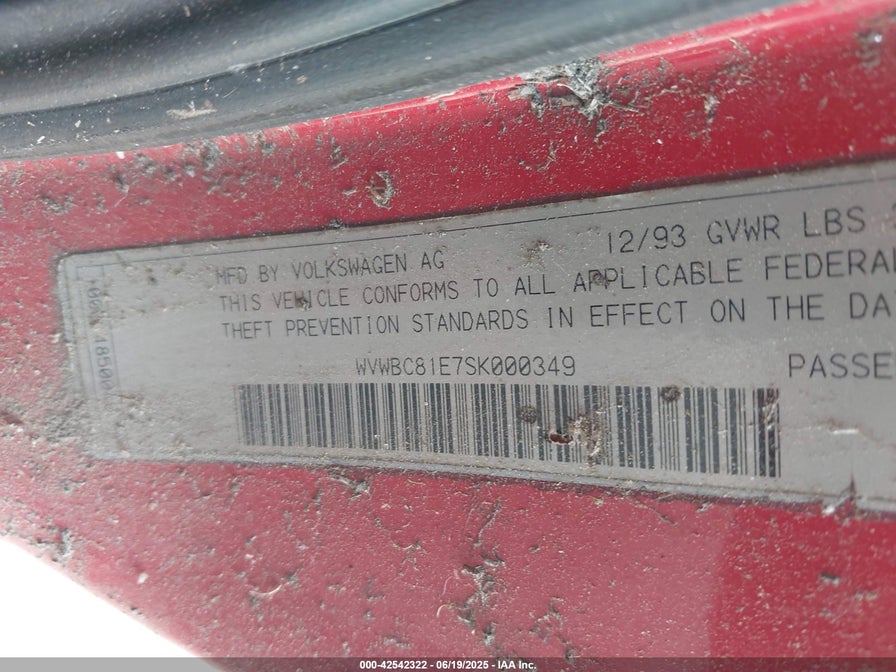 12/93 GVWR LBS
MFD BY VOLKSWAGEN AG
THIS VEHICLE CONFORMS TO ALL APPLICABLE FEDERAL
THEFT PREVENTION STANDARDS IN EFFECT ON THE DA
WVWBC81E7SK000349
PASSE
000-42542322 | 06/19/2025 - IAA Inc.